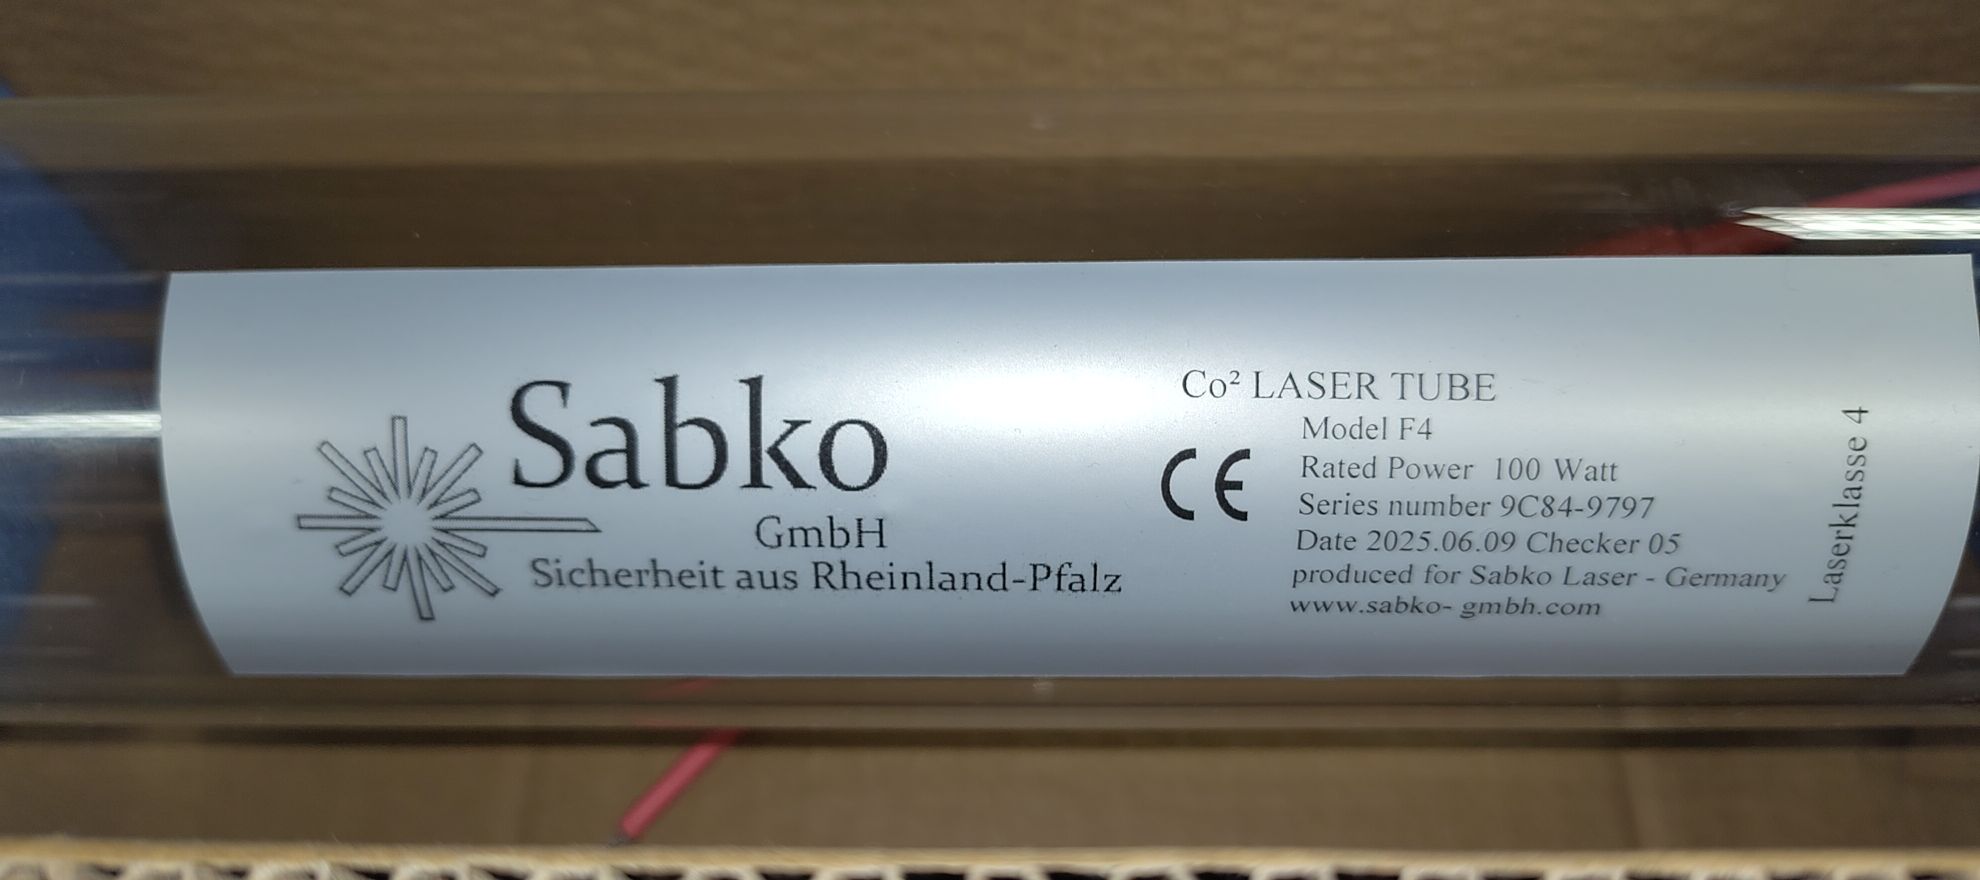 Sabko
GmbH
Sicherheit aus Rheinland-Pfalz
Co² LASER TUBE
Model F4
CE
Rated Power 100 Watt
Series number 9C84-9797
Date 2025.06.09 Checker 05
produced for Sabko Laser - Germany
www.sabko- gmbh.com
Laserklasse 4